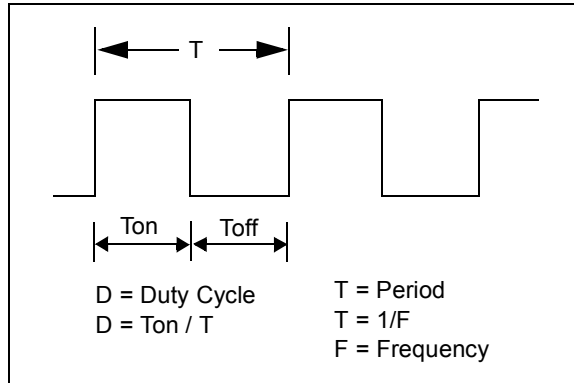 T
Ton Toff
D = Duty Cycle
D = Ton / T
T = Period
T = 1/F
F = Frequency